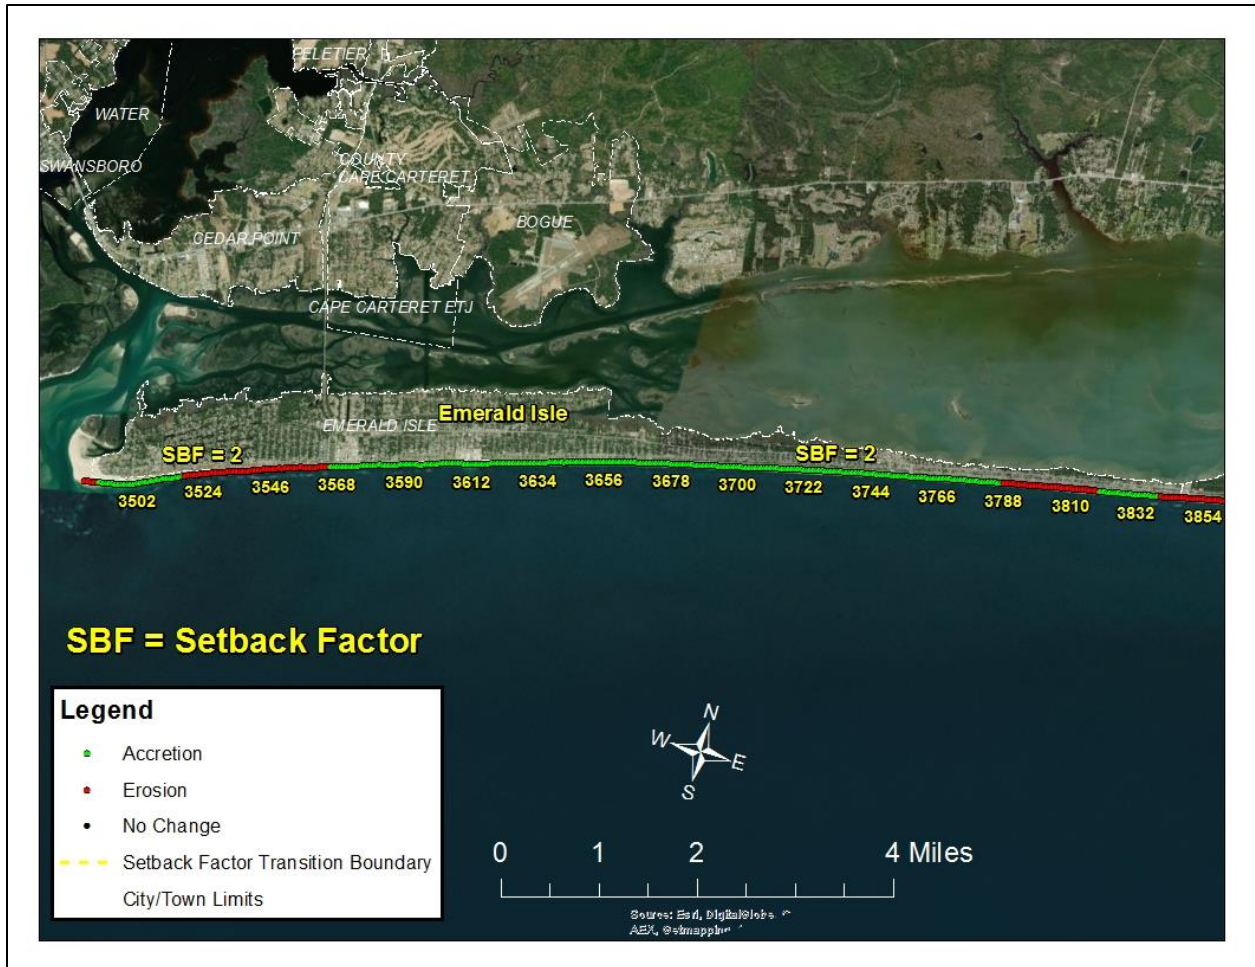 PELETIER
WATER
SWANSBORO
COUNTY
CAPE CARTERET
CEDAR POINT
BOGUE
CAPE CARTERET ETJ
Emerald Isle
EMERALD ISLE
SBF = 2
SBF = 2
3502 3524 3546 3568 3590 3612 3634 3656 3678 3700 3722 3744 3766 3788 3810 3832 3854
SBF = Setback Factor
Legend
Accretion
Erosion
No Change
Setback Factor Transition Boundary
City/Town Limits
N
W
E
S
0 1 2 4 Miles
Source: Esri, DigitalGlobe,
AEX, Getmapping,